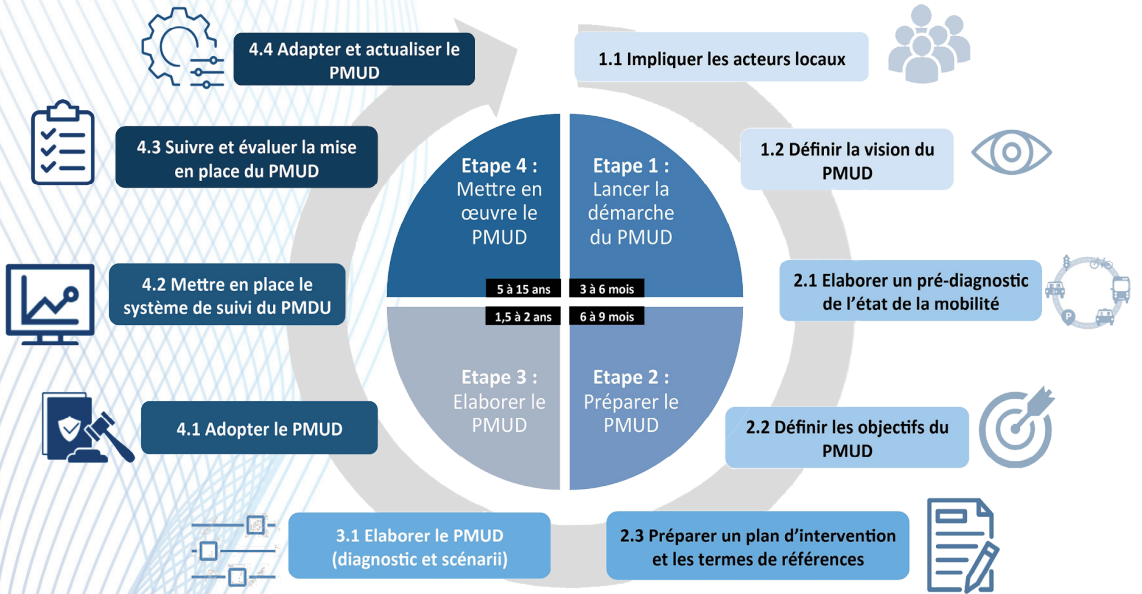 4.4 Adapter et actualiser le
PMUD
1.1 Impliquer les acteurs locaux
4.3 Suivre et évaluer la mise
en place du PMUD
1.2 Définir la vision du
PMUD
Etape 4 :
Mettre en
œuvre le
PMUD
5 à 15 ans
Etape 1 :
Lancer la
démarche
du PMUD
3 à 6 mois
4.2 Mettre en place le
système de suivi du PMDU
2.1 Elaborer un pré-diagnostic
de l’état de la mobilité
P
1,5 à 2 ans
Etape 3 :
Elaborer le
PMUD
6 à 9 mois
Etape 2 :
Préparer le
PMUD
4.1 Adopter le PMUD
2.2 Définir les objectifs du
PMUD
3.1 Elaborer le PMUD
(diagnostic et scénarii)
2.3 Préparer un plan d’intervention
et les termes de références